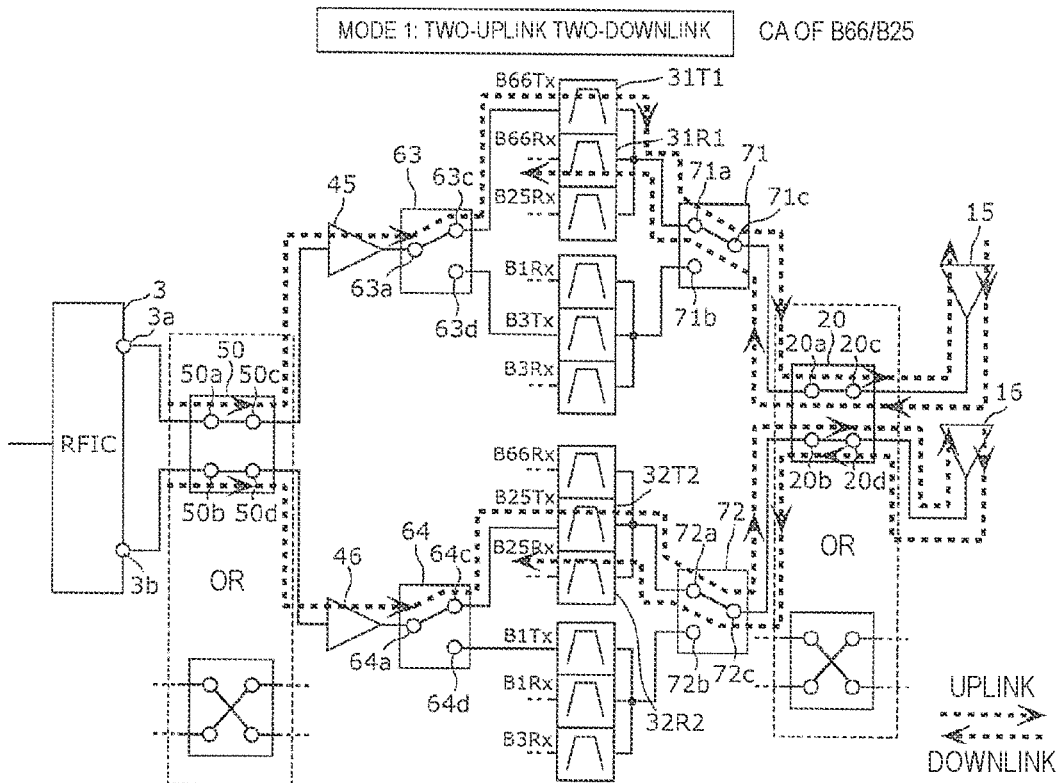 MODE 1: TWO-UPLINK TWO-DOWNLINK CA OF B66/B25
B66Tx 31T1
B66Rx 31R1
63 63c 71a 71
45 71c
B25Rx 15
63a B1Rx
3 71b
3a 63d B3Tx 20
50 20a 20c
50a 50c B3Rx 16
RFIC
B66Rx
50b 50d B25Tx 32T2 20b 20d
64 72a 72
3b OR 46 64c B25Rx OR
64a B1Tx
64d B1Rx 72b 72c
32R2 UPLINK
B3Rx
DOWNLINK